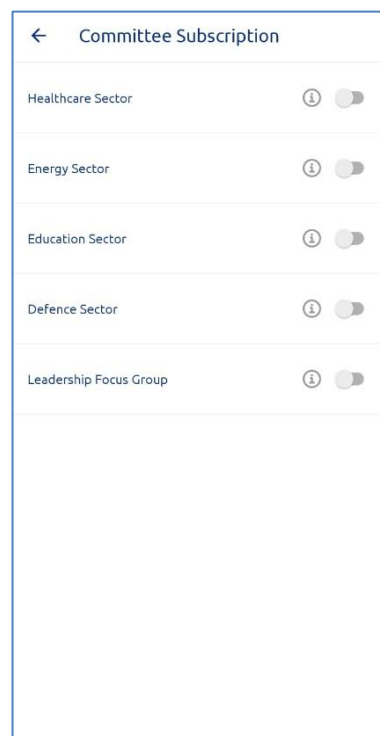 Committee Subscription
Healthcare Sector
Energy Sector
Education Sector
Defence Sector
Leadership Focus Group